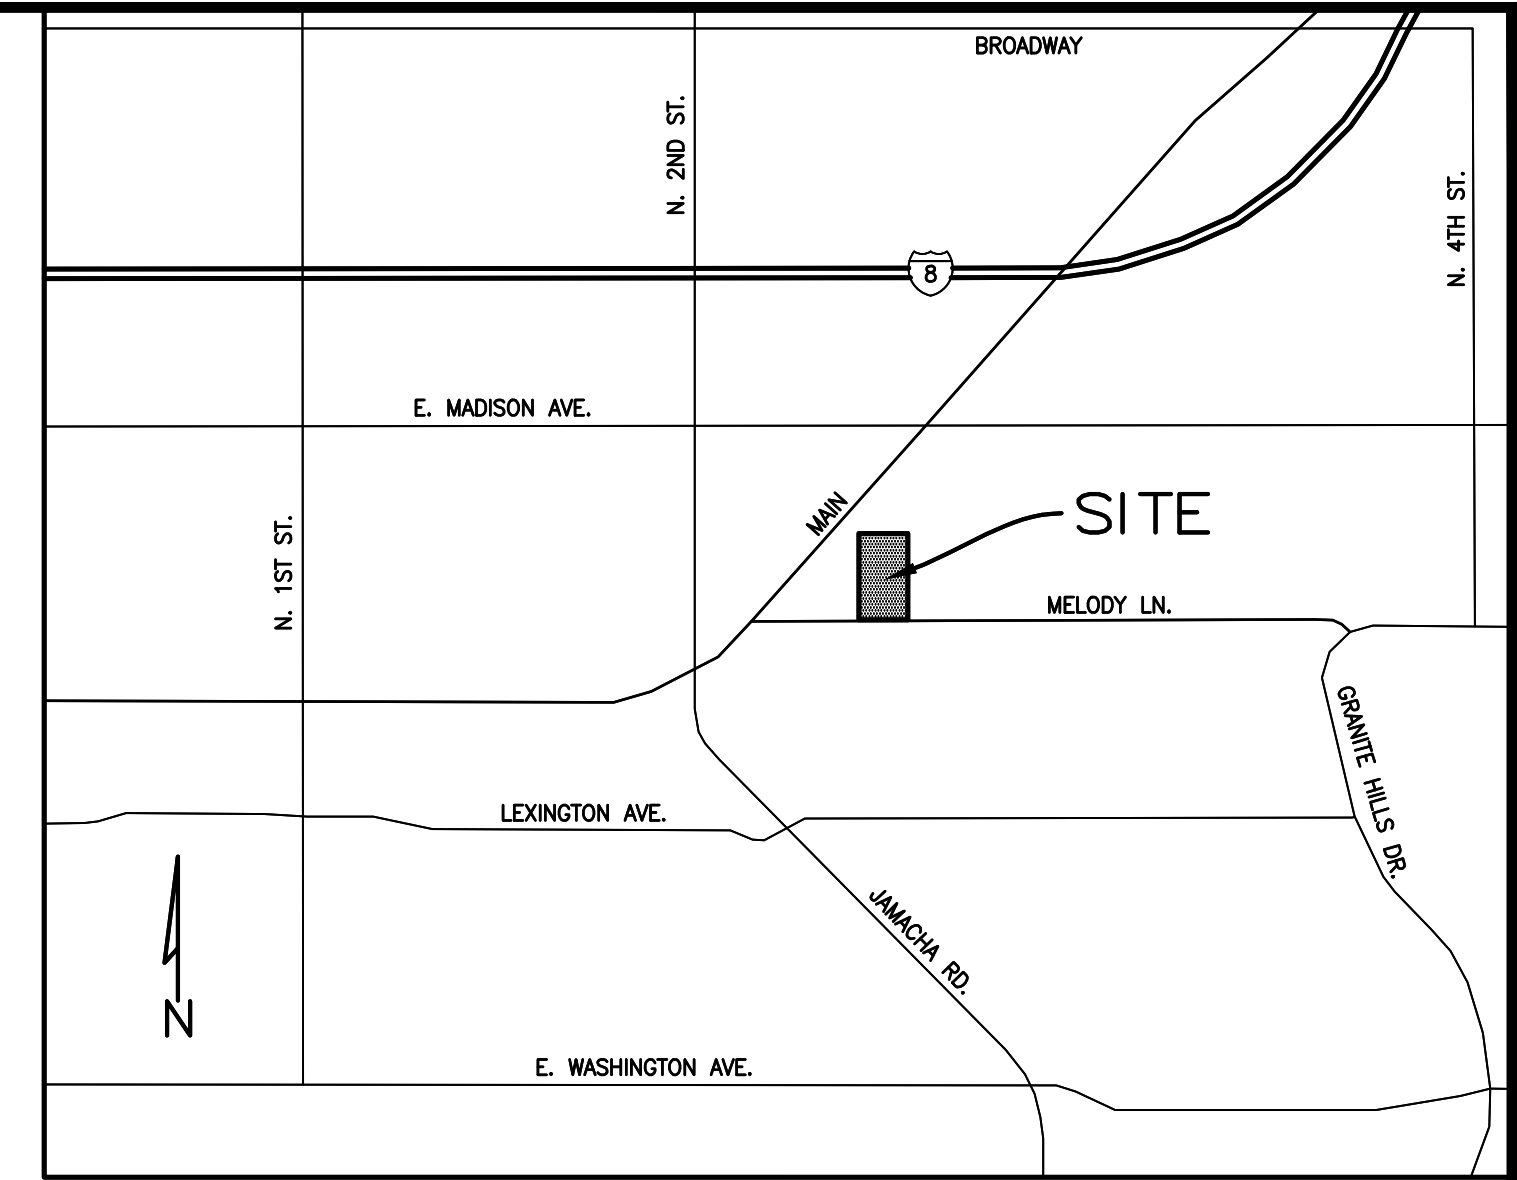 BROADWAY
N. 2ND ST.
N. 4TH ST.
8
E. MADISON AVE.
MAIN
SITE
N. 1ST ST.
MELODY LN.
GRANITE HILLS DR.
LEXINGTON AVE.
JAMACHA RD.
N
E. WASHINGTON AVE.